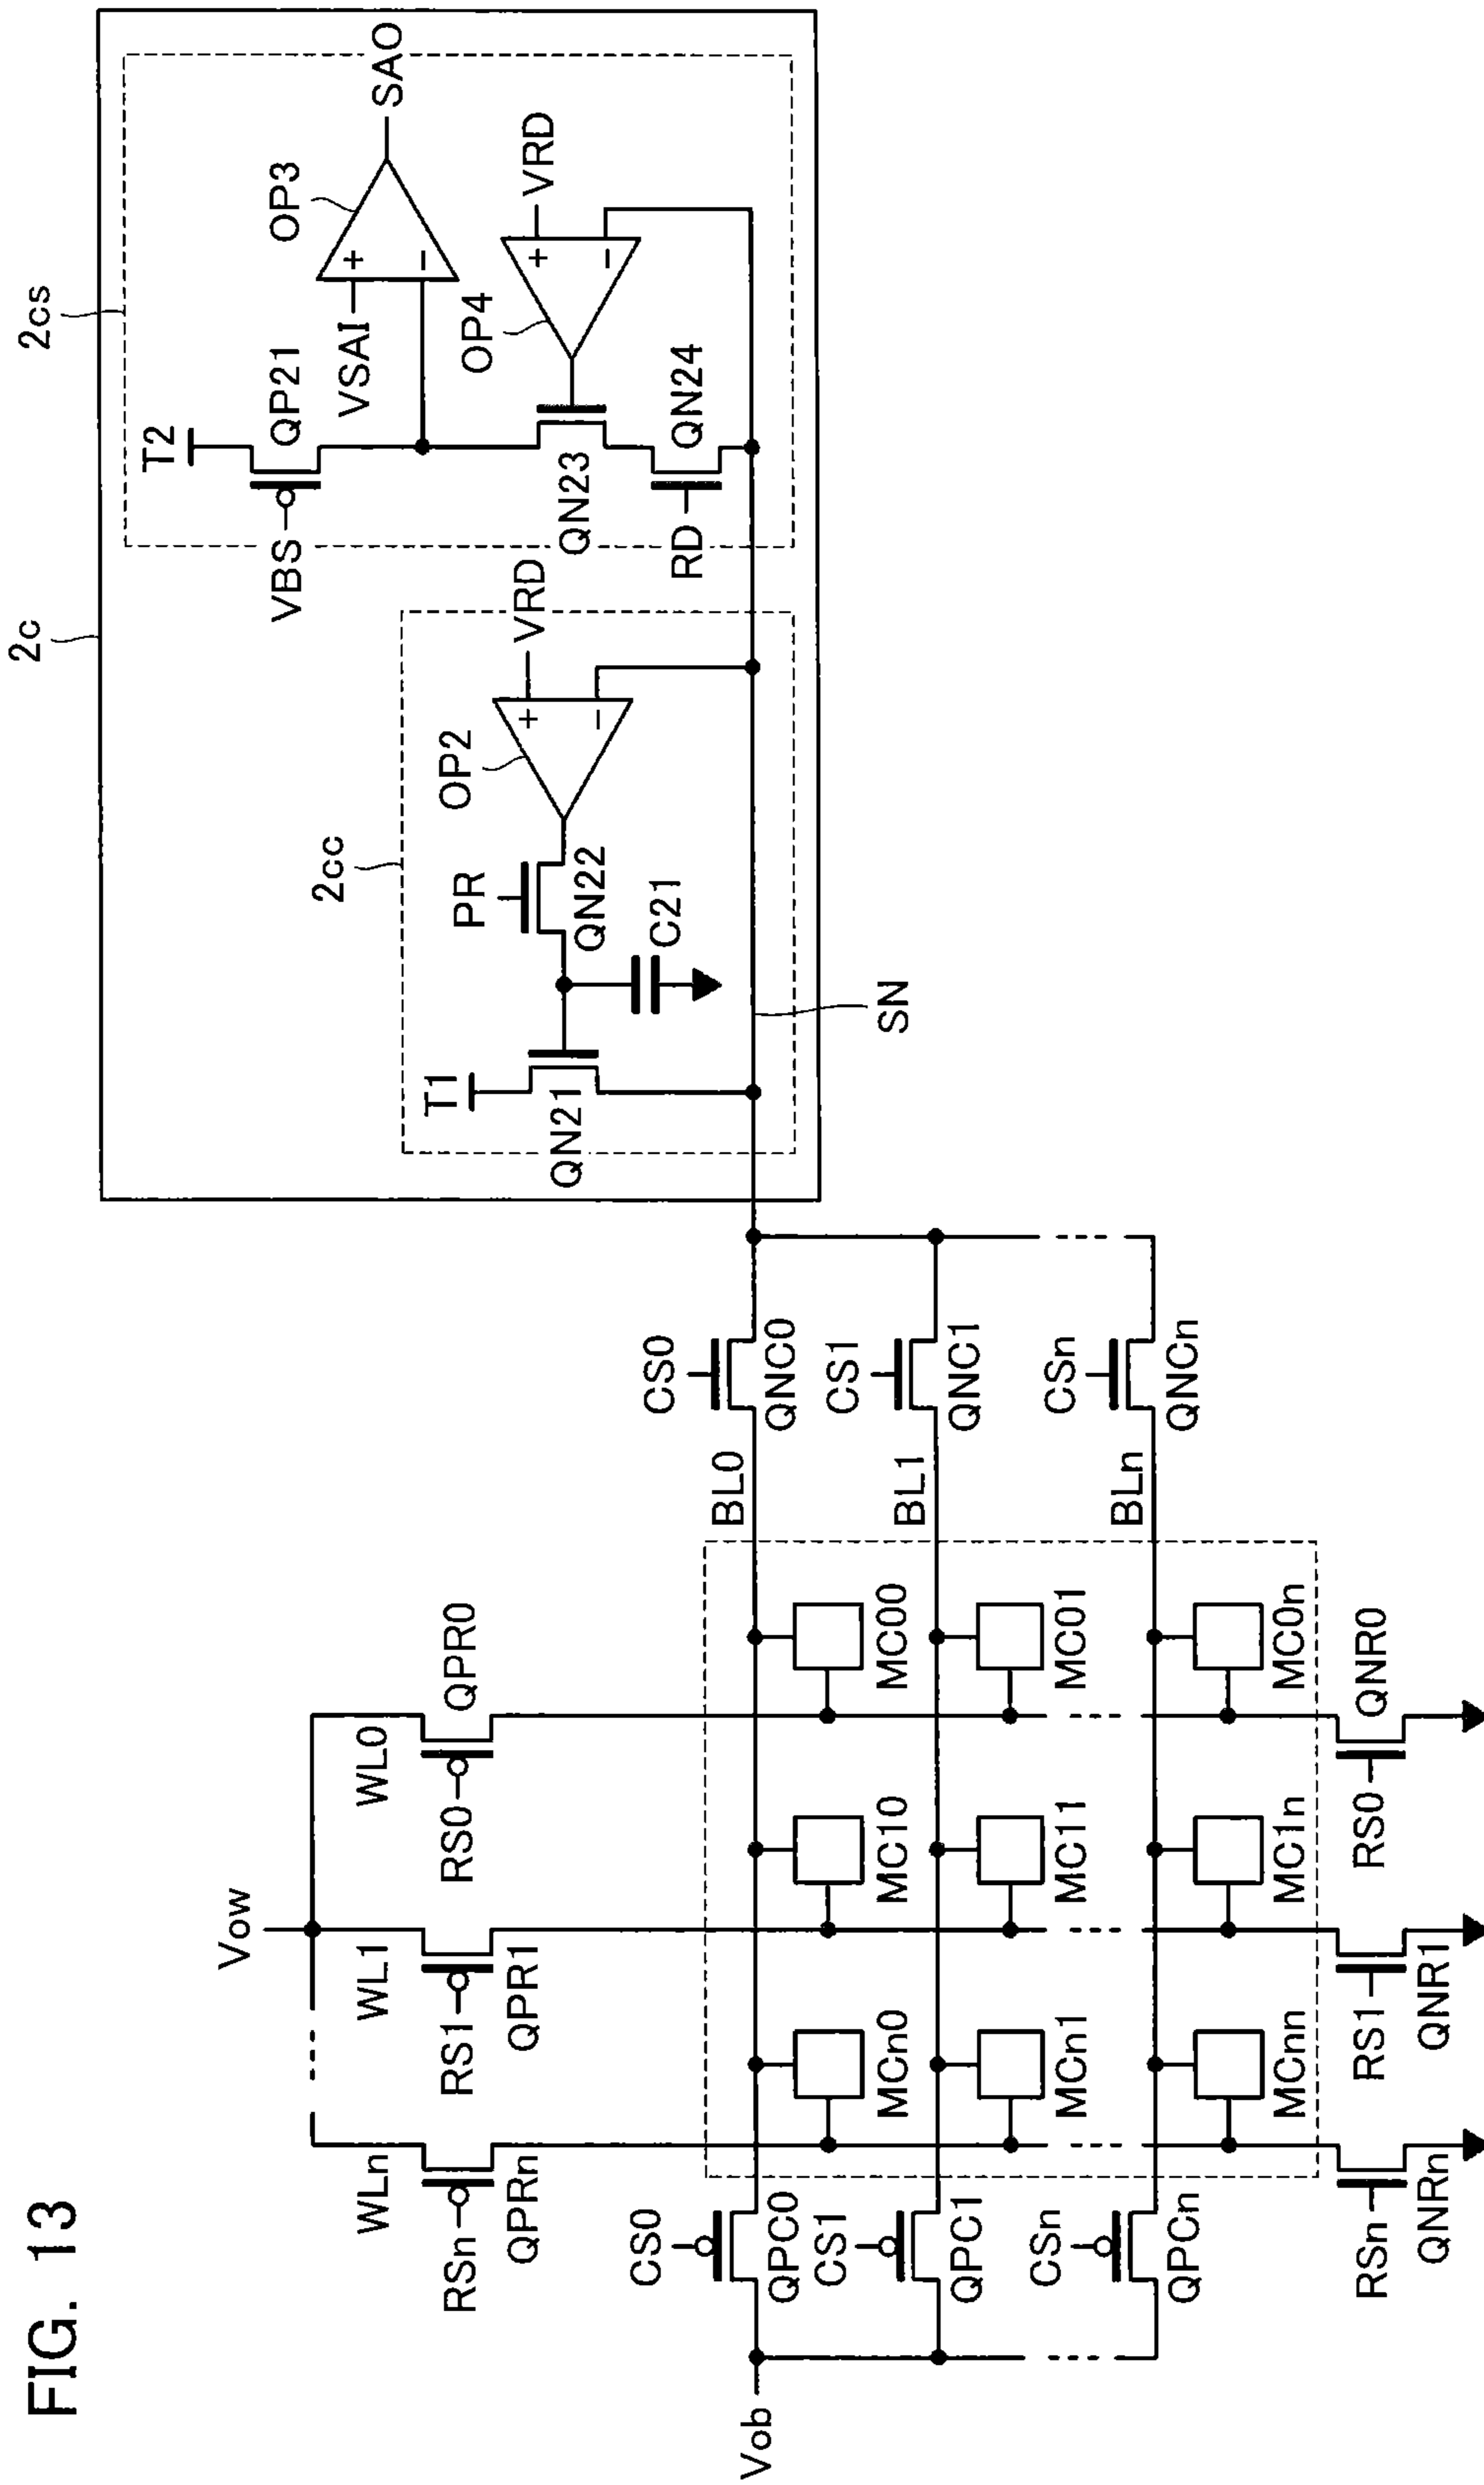 FIG. 13
2c
2cs
2cc
T2
VBS
QP21
VSAI
OP3
SAO
+
−
OP4
VRD
+
−
QN23
QN24
RD
T1
QN21
PR
QN22
C21
OP2
VRD
+
−
SN
Vow
WLn
WL1
WL0
RSn
QPRn
RS1
QPR1
RS0
QPR0
Vob
CS0
QPC0
CS1
QPC1
CSn
QPCn
MCn0
MC10
MC00
MCn1
MC11
MC01
MCnn
MC1n
MC0n
BL0
BL1
BLn
CS0
QNC0
CS1
QNC1
CSn
QNCn
RSn
QNRn
RS1
QNR1
RS0
QNR0